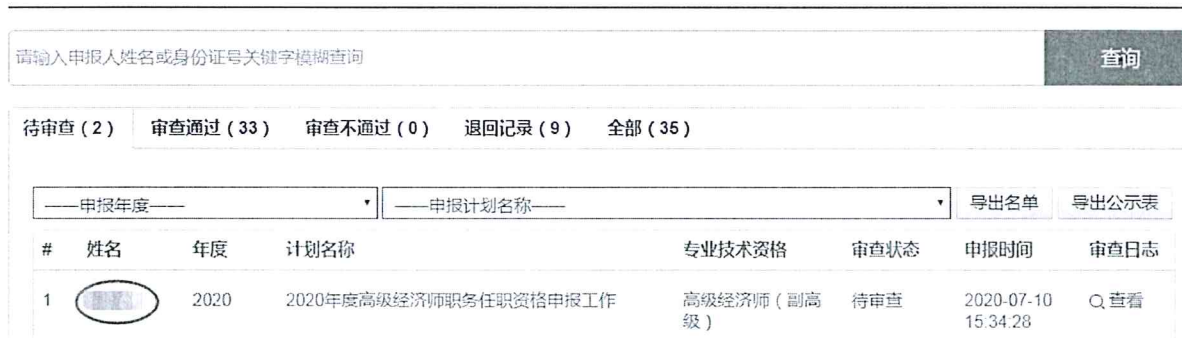 请输入申报人姓名或身份证号关键字模糊查询
查询
待审查 ( 2 ) 审查通过 ( 33 ) 审查不通过 ( 0 ) 退回记录 ( 9 ) 全部 ( 35 )
——申报年度—— ——申报计划名称—— 导出名单 导出公示表
# 姓名 年度 计划名称 专业技术资格 审查状态 申报时间 审查日志
1 2020 2020年度高级经济师职务任职资格申报工作 高级经济师 ( 副高 待审查 2020-07-10 查看
级 ) 15:34:28